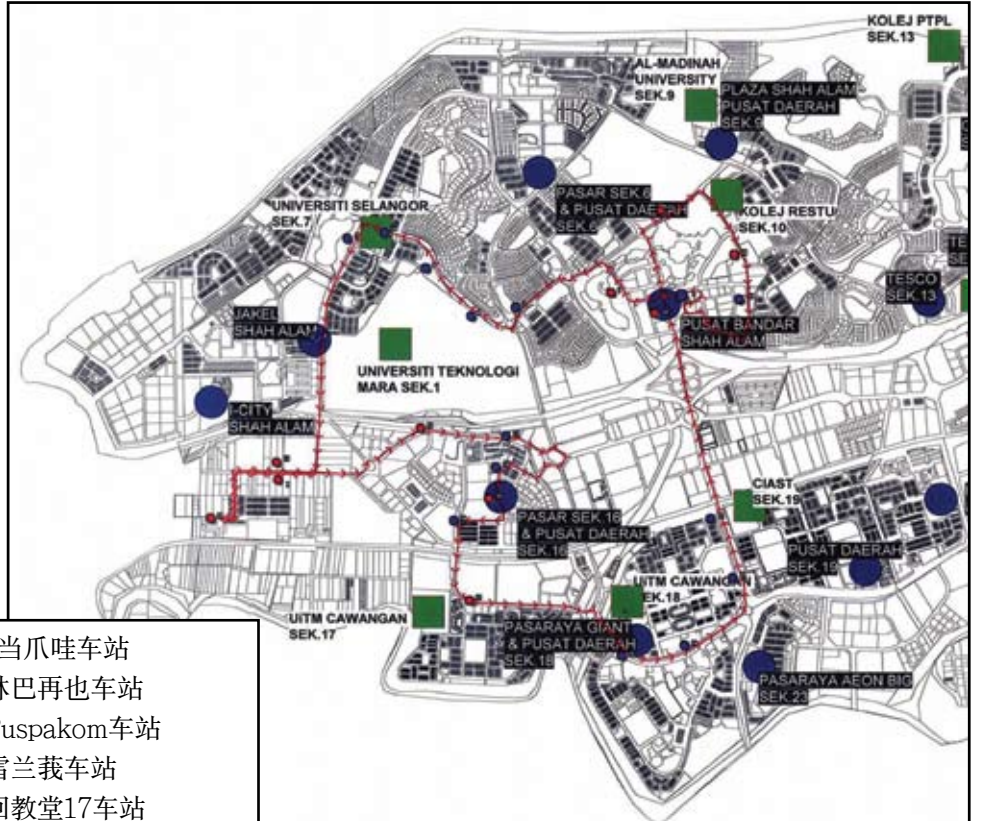 KOLEJ PTPL
SEK.13
AL-MADINAH
UNIVERSITY
SEK.9
PLAZA SHAH ALAM
PUSAT DAERAH
SEK.9
UNIVERSITI SELANGOR
SEK.7
PASAR SEK.6
& PUSAT DAERAH
SEK.6
KOLEJ RESTU
SEK.10
TESCO
SEK.13
JAKEL
SHAH ALAM
PUSAT BANDAR
SHAH ALAM
UNIVERSITI TEKNOLOGI
MARA SEK.1
I-CITY
SHAH ALAM
CIAST
SEK.19
PASAR SEK.16
& PUSAT DAERAH
SEK.16
PUSAT DAERAH
SEK.19
UiTM CAWANGAN
SEK.18
UiTM CAWANGAN
SEK.17
PASARAYA GIANT
& PUSAT DAERAH
SEK.18
PASARAYA AEON BIG
SEK.23
当爪哇车站
林巴再也车站
Puspakom车站
雪兰莪车站
回教堂17车站